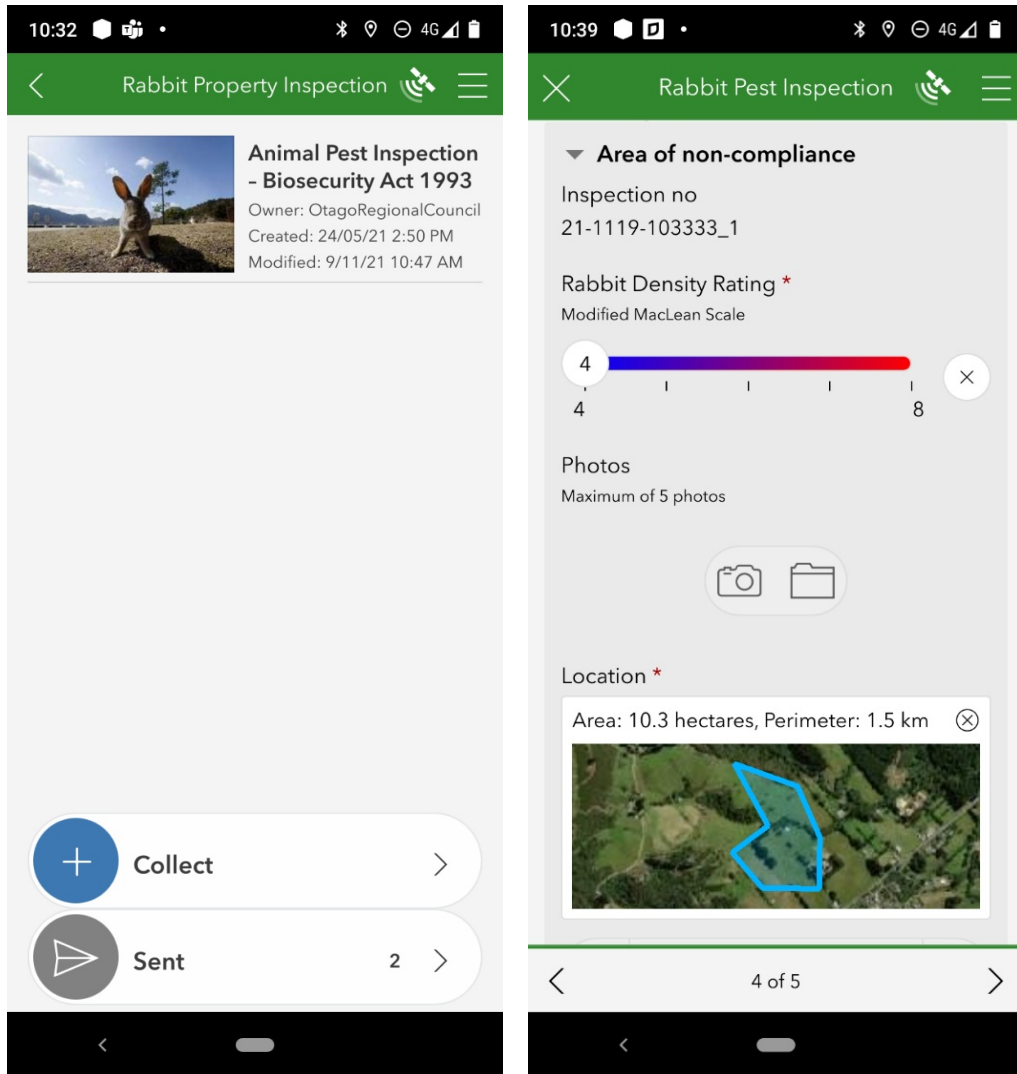 10:32
4G
Rabbit Property Inspection
Animal Pest Inspection
- Biosecurity Act 1993
Owner: OtagoRegionalCouncil
Created: 24/05/21 2:50 PM
Modified: 9/11/21 10:47 AM
Collect
Sent 2
10:39
4G
Rabbit Pest Inspection
Area of non-compliance
Inspection no
21-1119-103333_1
Rabbit Density Rating *
Modified MacLean Scale
4
4 8
Photos
Maximum of 5 photos
Location *
Area: 10.3 hectares, Perimeter: 1.5 km
4 of 5